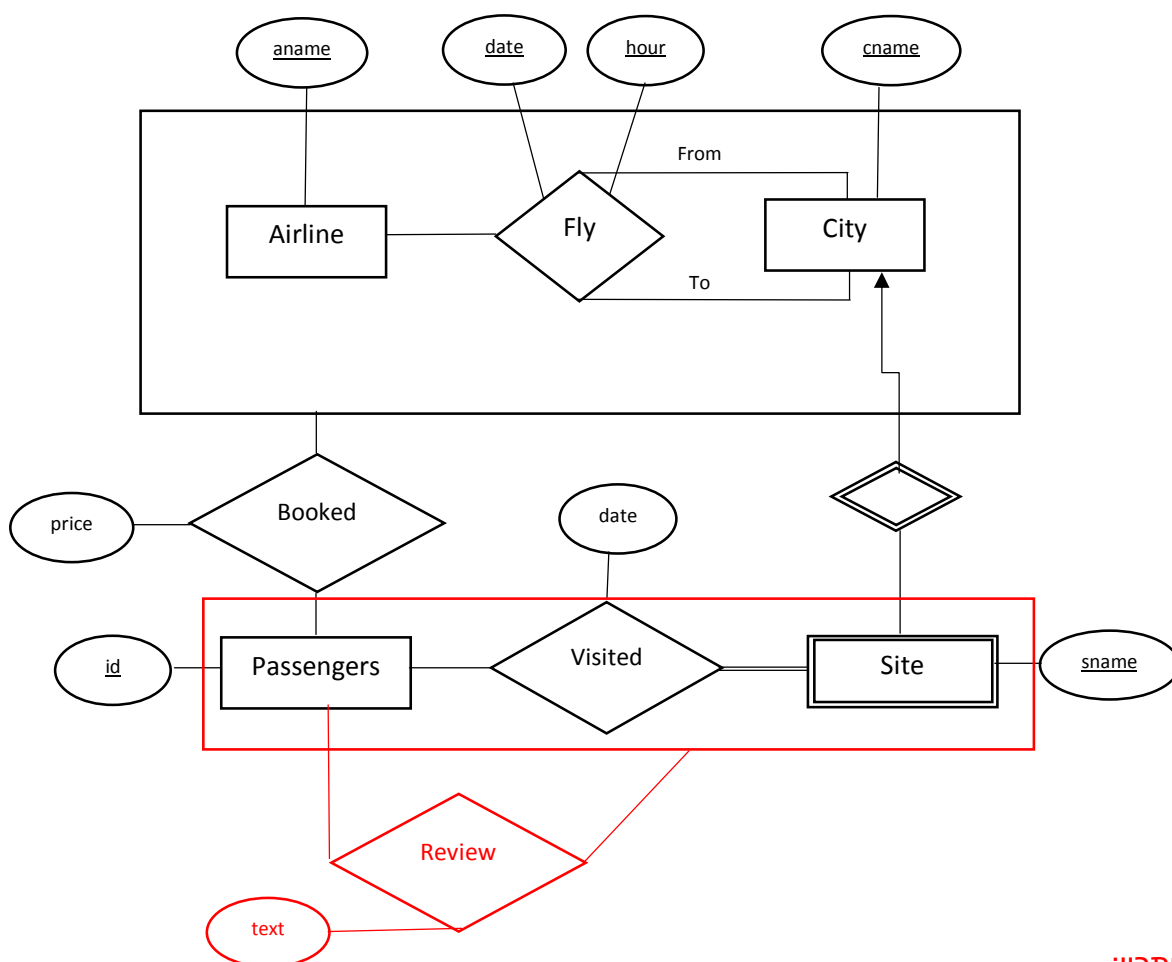 aname
date
hour
cname
From
Airline
Fly
City
To
Booked
price
date
id
Passengers
Visited
Site
sname
Review
text